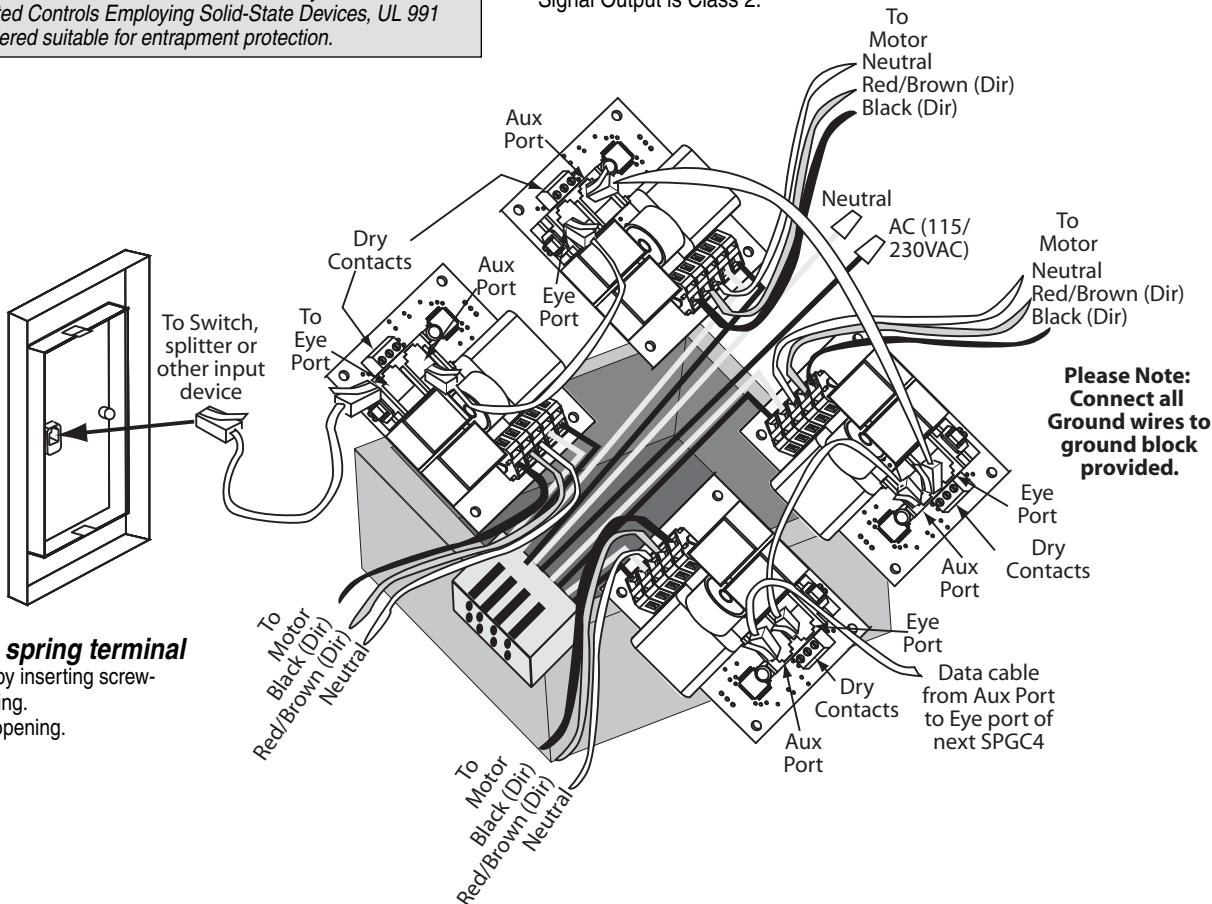 ted Controls Employing Solid-State Devices, UL 991
ered suitable for entrapment protection.
Signal Output is Class 2.
To
Motor
Neutral
Red/Brown (Dir)
Black (Dir)
Aux
Port
Neutral
AC (115/
230VAC)
To
Motor
Neutral
Red/Brown (Dir)
Black (Dir)
Dry
Contacts
Aux
Port
Eye
Port
To
Eye
Port
To Switch,
splitter or
other input
device
Please Note:
Connect all
Ground wires to
ground block
provided.
Eye
Port
Dry
Contacts
Aux
Port
Eye
Port
Data cable
from Aux Port
to Eye port of
next SPGC4
Dry
Contacts
Aux
Port
To
Motor
Black (Dir)
Red/Brown (Dir)
Neutral
To
Motor
Black (Dir)
Red/Brown (Dir)
Neutral
spring terminal
by inserting screw-
ing.
opening.